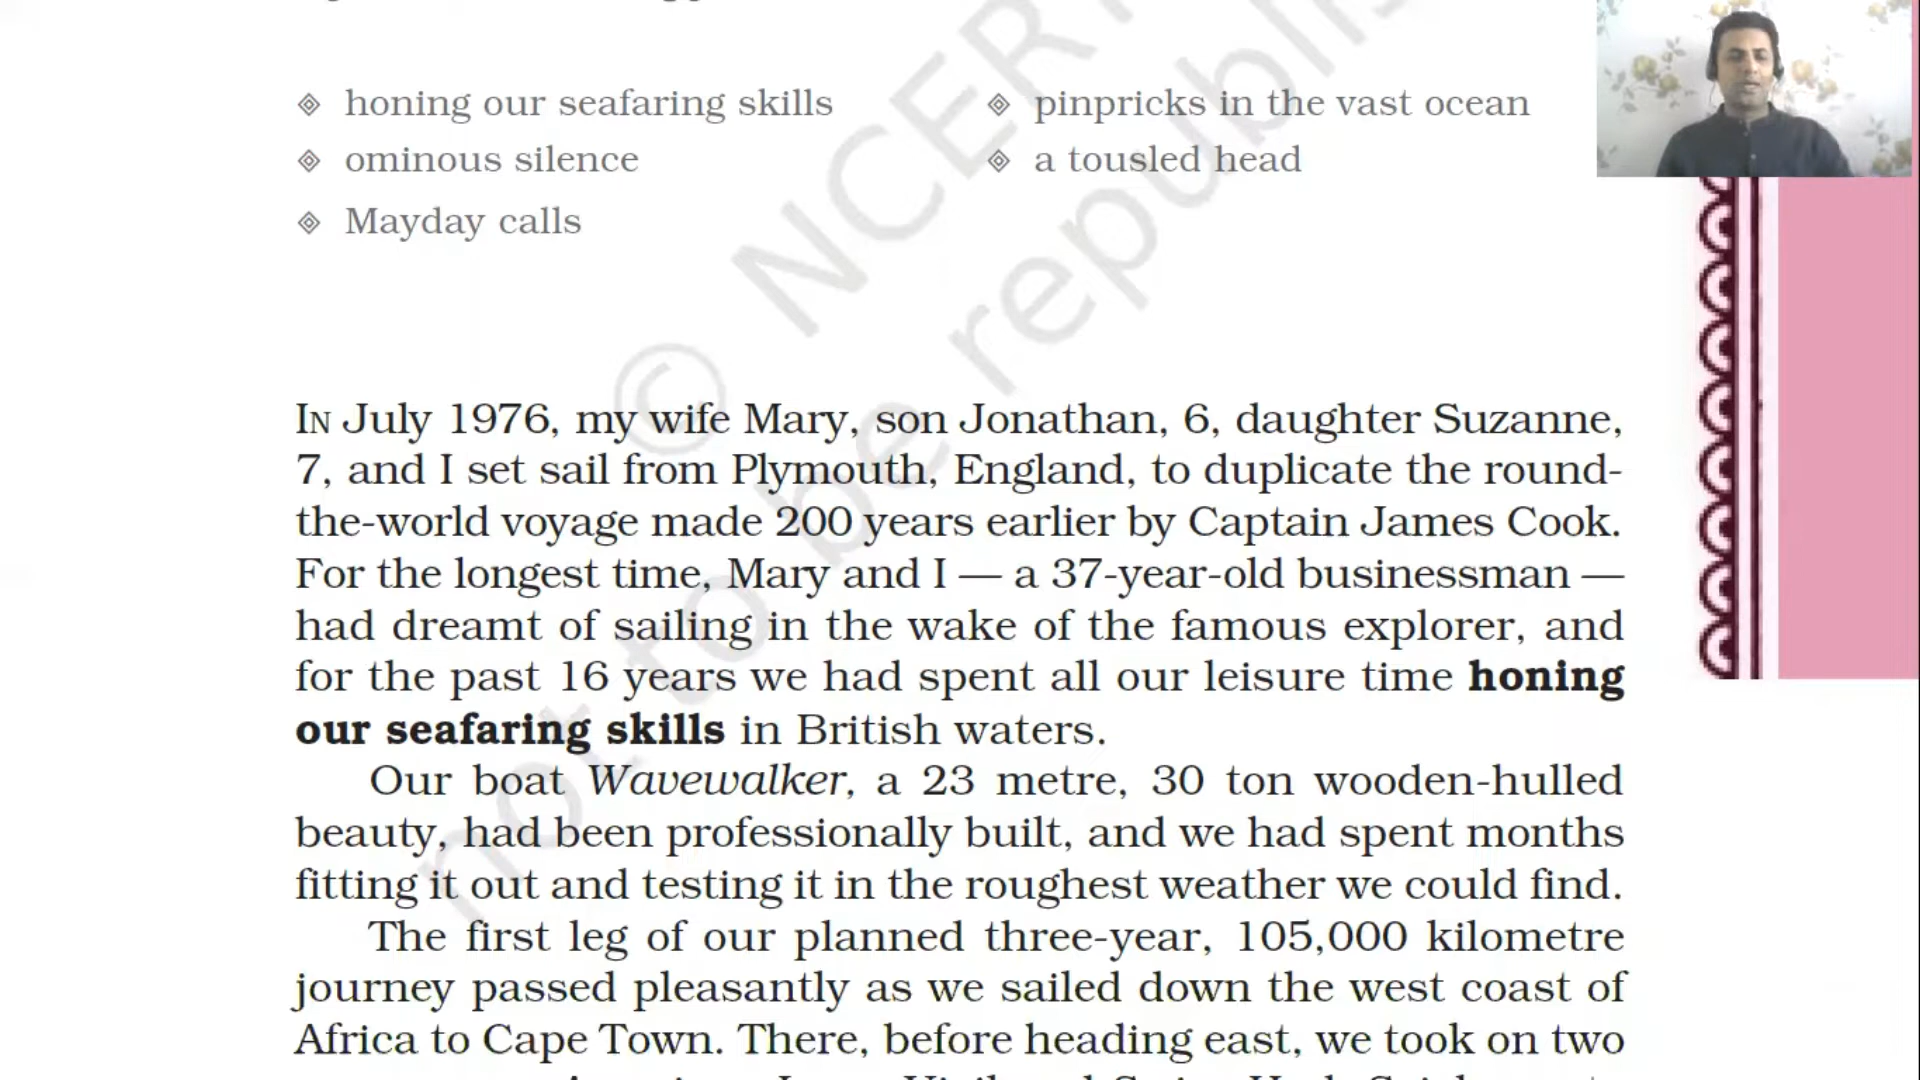 honing our seafaring skills
pinpricks in the vast ocean
ominous silence
a tousled head
Mayday calls
© NCER
not to be republis
IN July 1976, my wife Mary, son Jonathan, 6, daughter Suzanne,
7, and I set sail from Plymouth, England, to duplicate the round-
the-world voyage made 200 years earlier by Captain James Cook.
For the longest time, Mary and I — a 37-year-old businessman —
had dreamt of sailing in the wake of the famous explorer, and
for the past 16 years we had spent all our leisure time honing
our seafaring skills in British waters.
Our boat Wavewalker, a 23 metre, 30 ton wooden-hulled
beauty, had been professionally built, and we had spent months
fitting it out and testing it in the roughest weather we could find.
The first leg of our planned three-year, 105,000 kilometre
journey passed pleasantly as we sailed down the west coast of
Africa to Cape Town. There, before heading east, we took on two